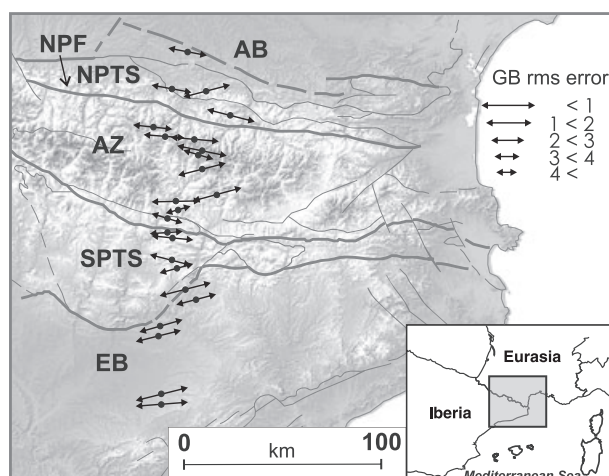 NPF
AB
NPTS
AZ
SPTS
EB
GB rms error
< 1
1 < 2
2 < 3
3 < 4
4 <
0 100
km
Eurasia
Iberia
Mediterranean Sea